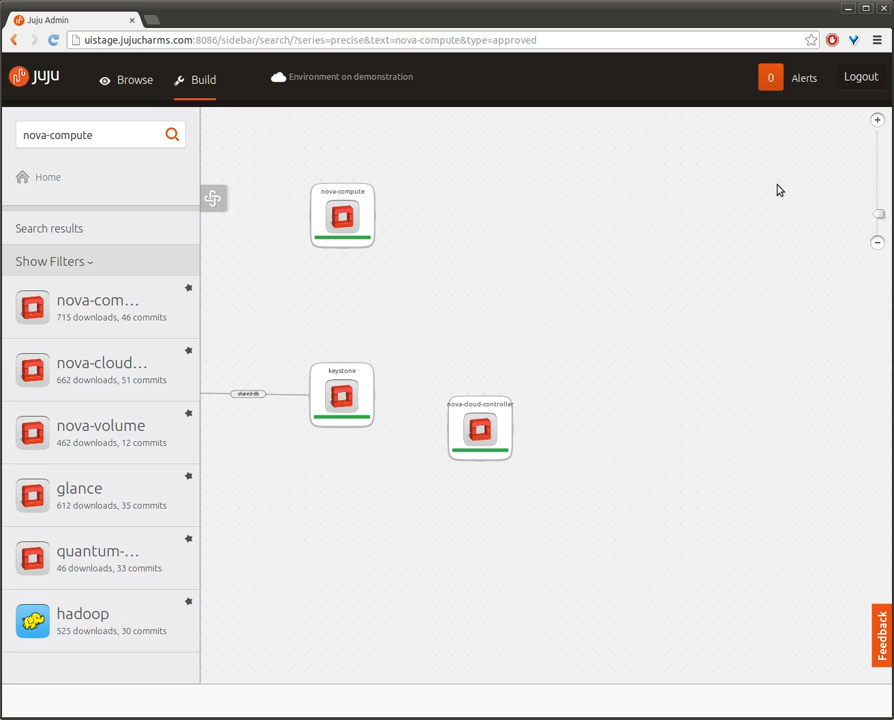 Juju Admin
uistage.jujucharms.com:8086/sidebar/search/?series=precise&text=nova-compute&type=approved
juju
Browse
Build
Environment on demonstration
0
Alerts
Logout
nova-compute
Home
Search results
Show Filters
nova-com...
715 downloads, 46 commits
nova-cloud...
662 downloads, 51 commits
nova-volume
462 downloads, 12 commits
glance
612 downloads, 35 commits
quantum-...
46 downloads, 33 commits
hadoop
525 downloads, 30 commits
nova-compute
keystone
shared-db
nova-cloud-controller
Feedback